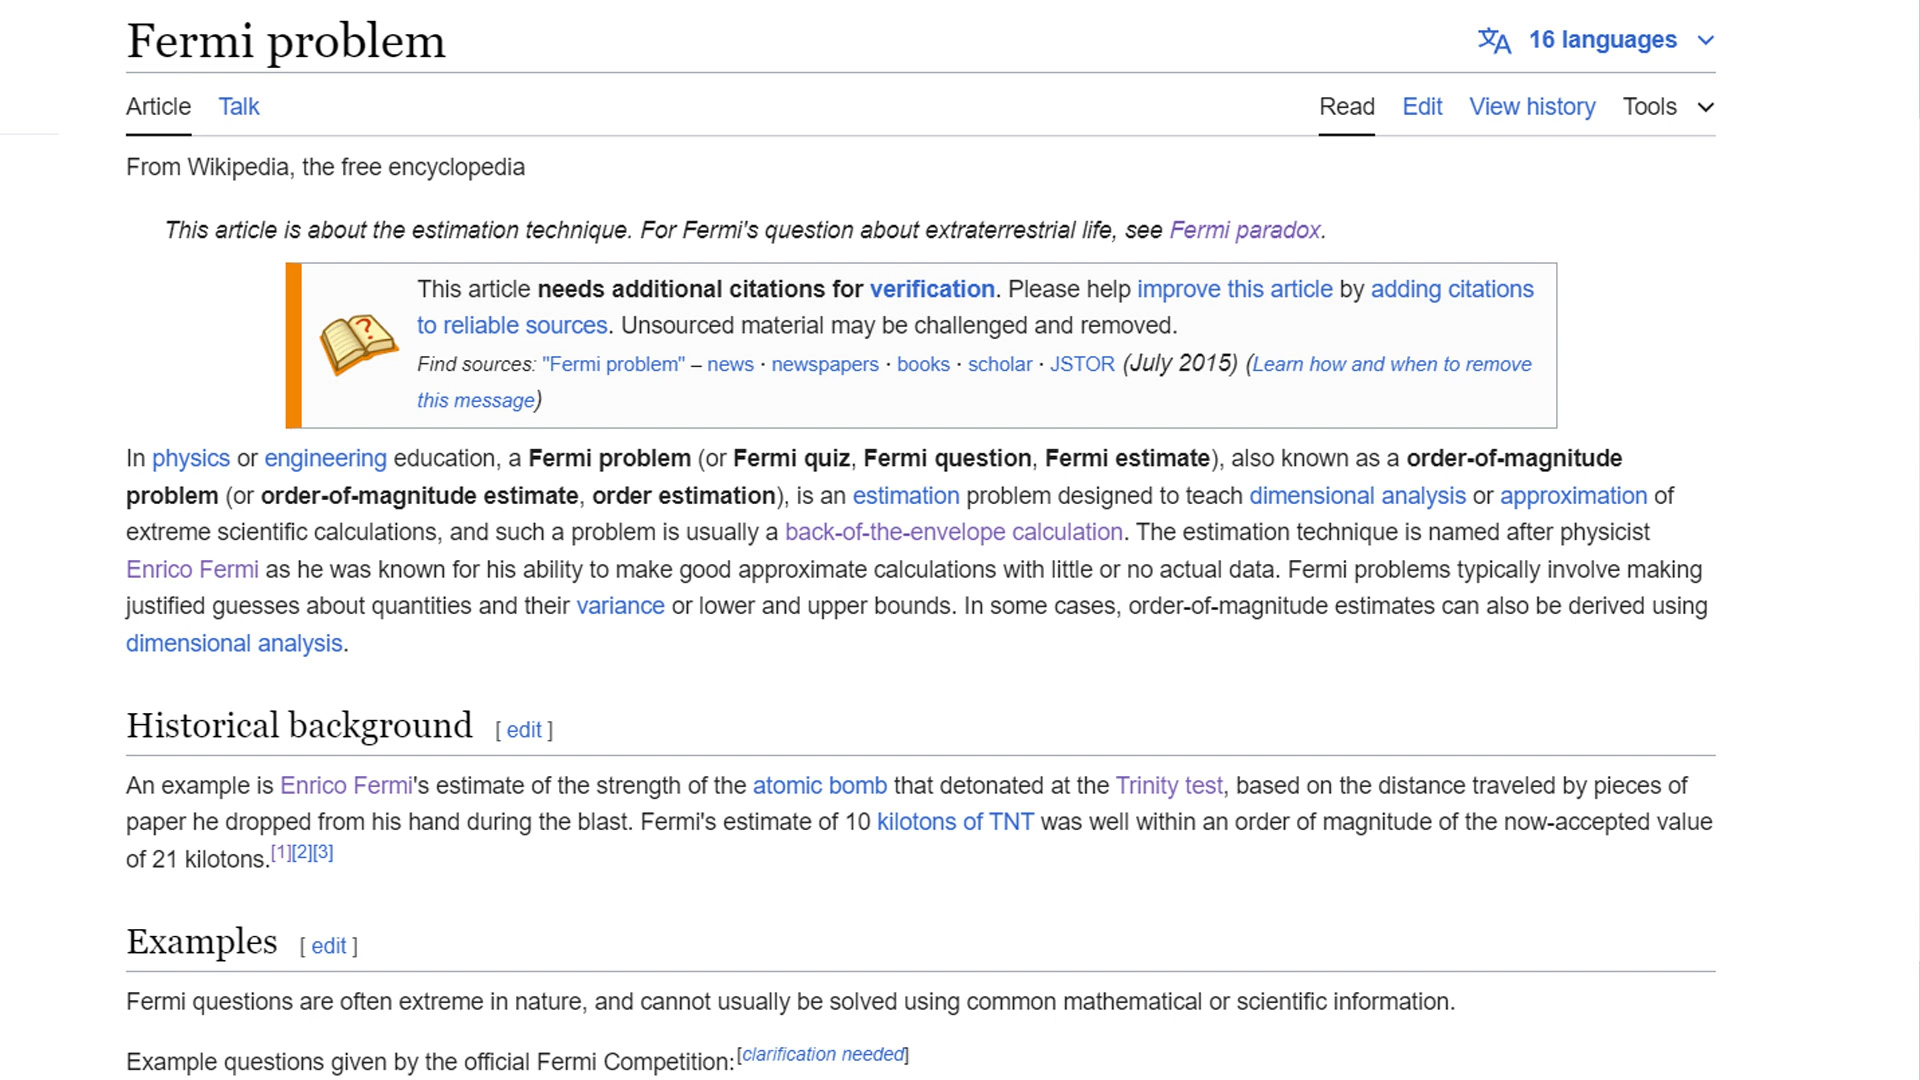 Fermi problem
16 languages
Article Talk
Read Edit View history Tools
From Wikipedia, the free encyclopedia
This article is about the estimation technique. For Fermi's question about extraterrestrial life, see Fermi paradox.
This article needs additional citations for verification. Please help improve this article by adding citations
to reliable sources. Unsourced material may be challenged and removed.
Find sources: "Fermi problem" – news · newspapers · books · scholar · JSTOR (July 2015) (Learn how and when to remove
this message)
In physics or engineering education, a Fermi problem (or Fermi quiz, Fermi question, Fermi estimate), also known as a order-of-magnitude
problem (or order-of-magnitude estimate, order estimation), is an estimation problem designed to teach dimensional analysis or approximation of
extreme scientific calculations, and such a problem is usually a back-of-the-envelope calculation. The estimation technique is named after physicist
Enrico Fermi as he was known for his ability to make good approximate calculations with little or no actual data. Fermi problems typically involve making
justified guesses about quantities and their variance or lower and upper bounds. In some cases, order-of-magnitude estimates can also be derived using
dimensional analysis.
Historical background [ edit ]
An example is Enrico Fermi's estimate of the strength of the atomic bomb that detonated at the Trinity test, based on the distance traveled by pieces of
paper he dropped from his hand during the blast. Fermi's estimate of 10 kilotons of TNT was well within an order of magnitude of the now-accepted value
of 21 kilotons.[1][2][3]
Examples [ edit ]
Fermi questions are often extreme in nature, and cannot usually be solved using common mathematical or scientific information.
Example questions given by the official Fermi Competition:[clarification needed]